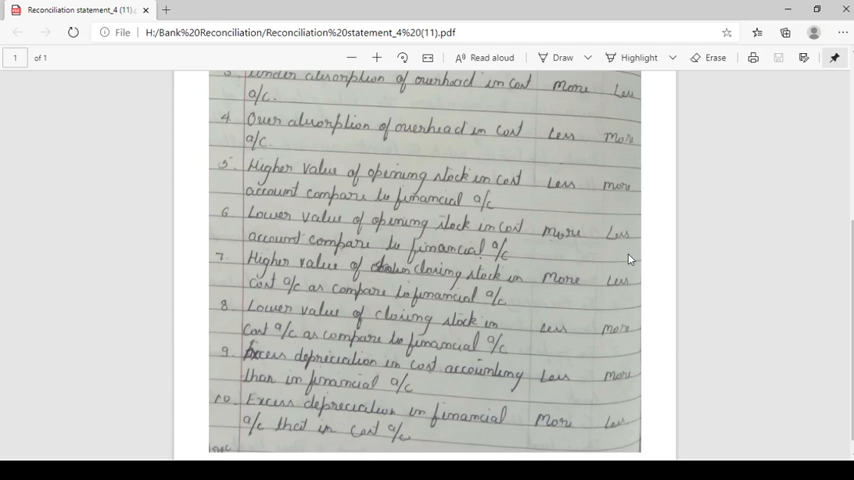 Reconciliation statement_4 (11).p
File H:/Bank%20Reconciliation/Reconciliation%20statement_4%20(11).pdf
1 of 1 Read aloud Draw Highlight Erase
3. Under absorption of overhead in cost More Less
a/c.
4. Over absorption of overhead in cost Less More
a/c.
5. Higher value of opening stock in cost Less More
account compare to financial a/c
6 Lower value of opening stock in cost More Less
account compare to financial a/c
7. Higher value of closing stock in More Less
cost a/c as compare to financial a/c
8. Lower value of closing stock in Less More
cost a/c as compare to financial a/c
9. Excess depreciation in cost accounting Less More
than in financial a/c
10. Excess depreciation in financial More Less
a/c that in cost a/c